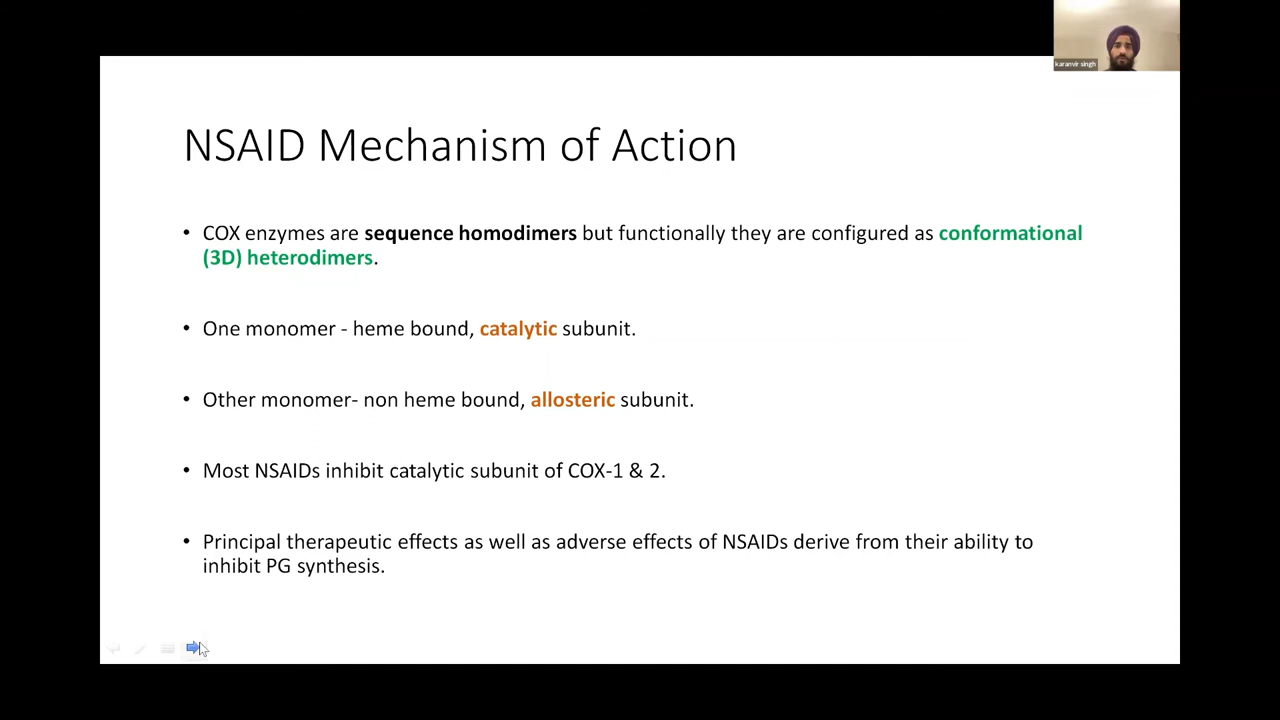 karanvir singh
NSAID Mechanism of Action
• COX enzymes are sequence homodimers but functionally they are configured as conformational
(3D) heterodimers.
• One monomer - heme bound, catalytic subunit.
• Other monomer- non heme bound, allosteric subunit.
• Most NSAIDs inhibit catalytic subunit of COX-1 & 2.
• Principal therapeutic effects as well as adverse effects of NSAIDs derive from their ability to
inhibit PG synthesis.